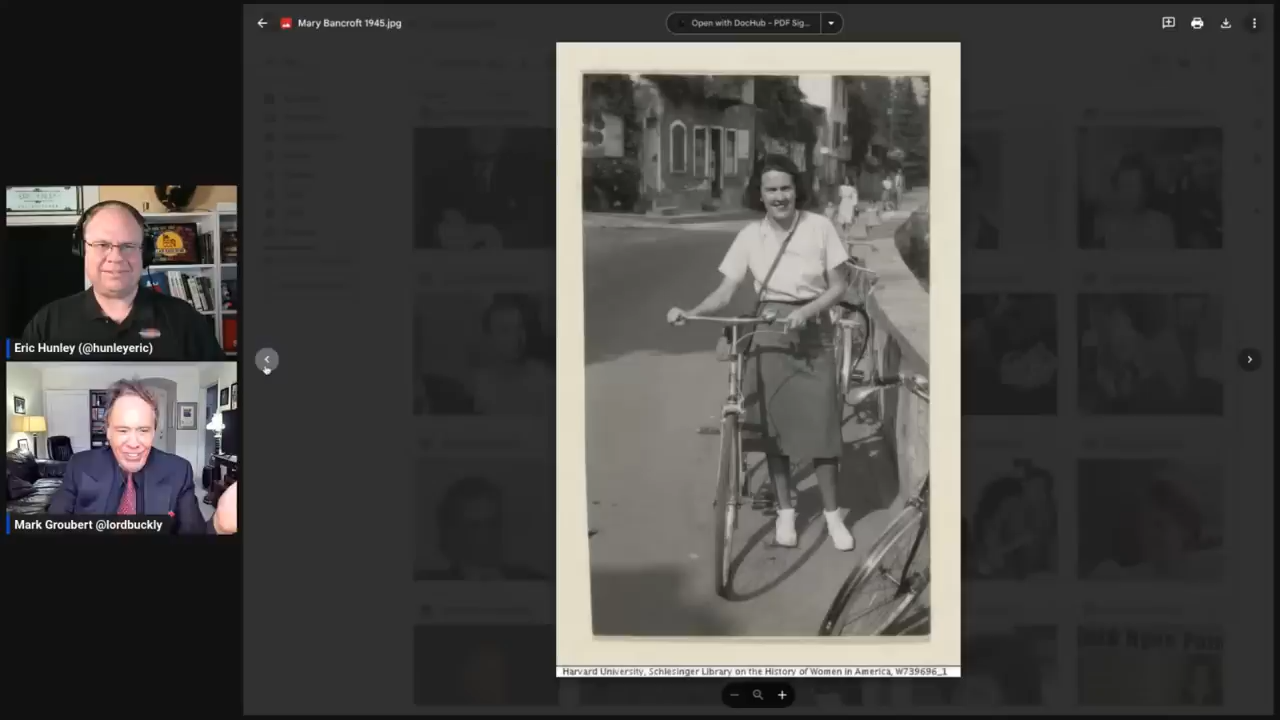 Mary Bancroft 1945.jpg
Open with DocHub - PDF Sig...
Eric Hunley (@hunleyeric)
Mark Groubert @lordbuckly
Harvard University, Schlesinger Library on the History of Women in America, W739696_1